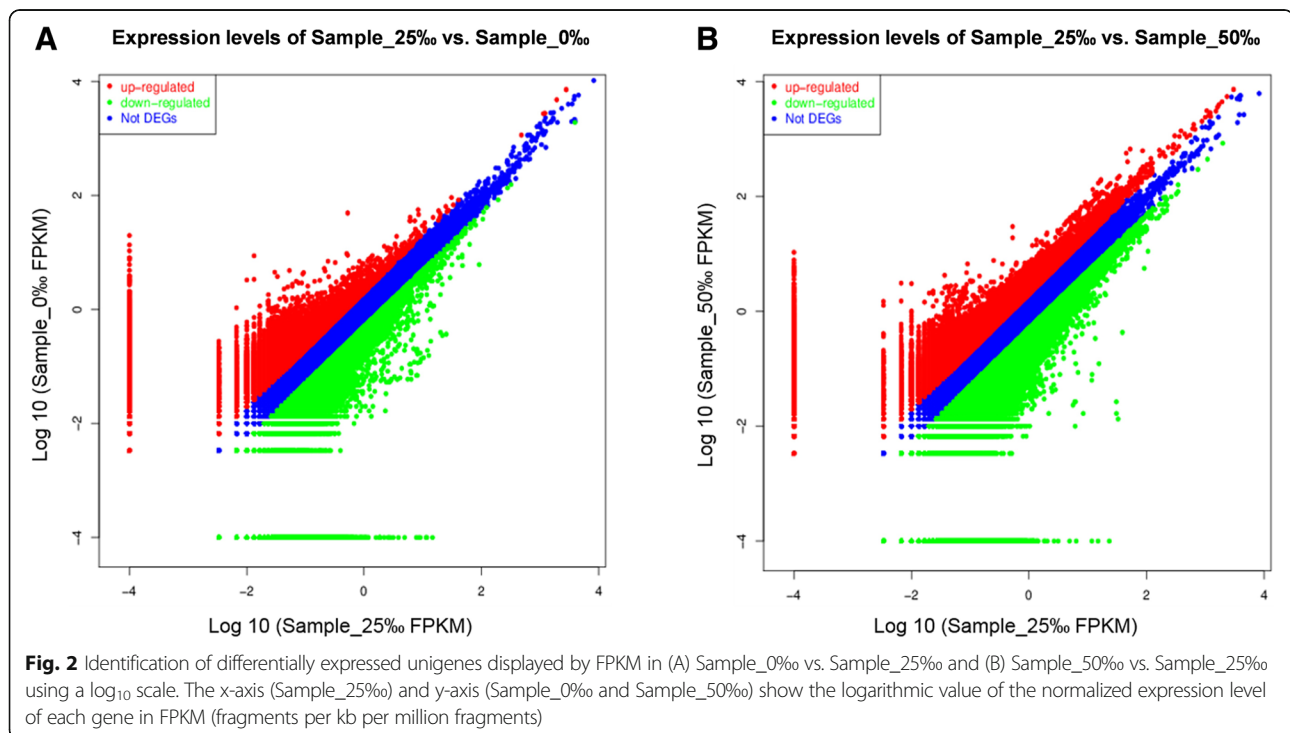 A
Expression levels of Sample_25‰ vs. Sample_0‰
up-regulated
down-regulated
Not DEGs
4
2
0
-2
-4
Log 10 (Sample_0‰ FPKM)
-4 -2 0 2 4
Log 10 (Sample_25‰ FPKM)
B
Expression levels of Sample_25‰ vs. Sample_50‰
up-regulated
down-regulated
Not DEGs
4
2
0
-2
-4
Log 10 (Sample_50‰ FPKM)
-4 -2 0 2 4
Log 10 (Sample_25‰ FPKM)
Fig. 2 Identification of differentially expressed unigenes displayed by FPKM in (A) Sample_0‰ vs. Sample_25‰ and (B) Sample_50‰ vs. Sample_25‰
using a log₁₀ scale. The x-axis (Sample_25‰) and y-axis (Sample_0‰ and Sample_50‰) show the logarithmic value of the normalized expression level
of each gene in FPKM (fragments per kb per million fragments)